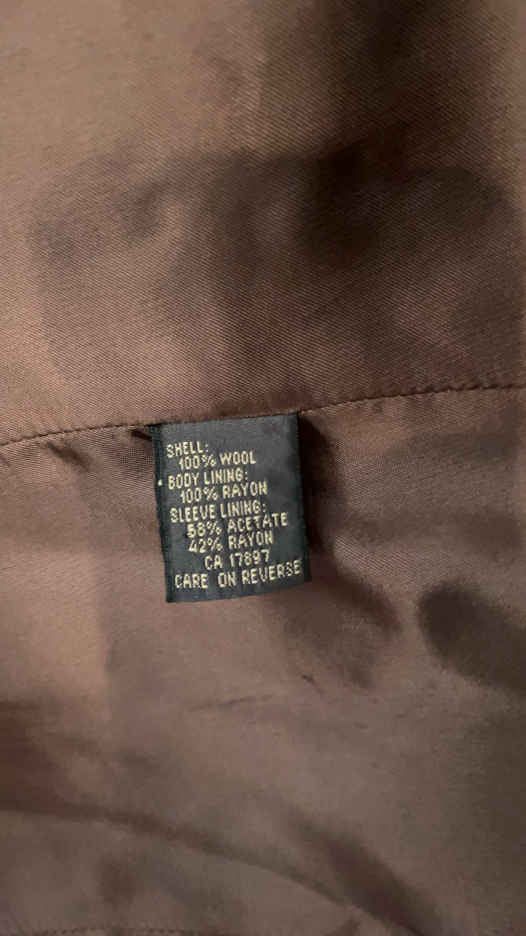 SHELL:
100% WOOL
BODY LINING:
100% RAYON
SLEEVE LINING:
58% ACETATE
42% RAYON
CA 17897
CARE ON REVERSE